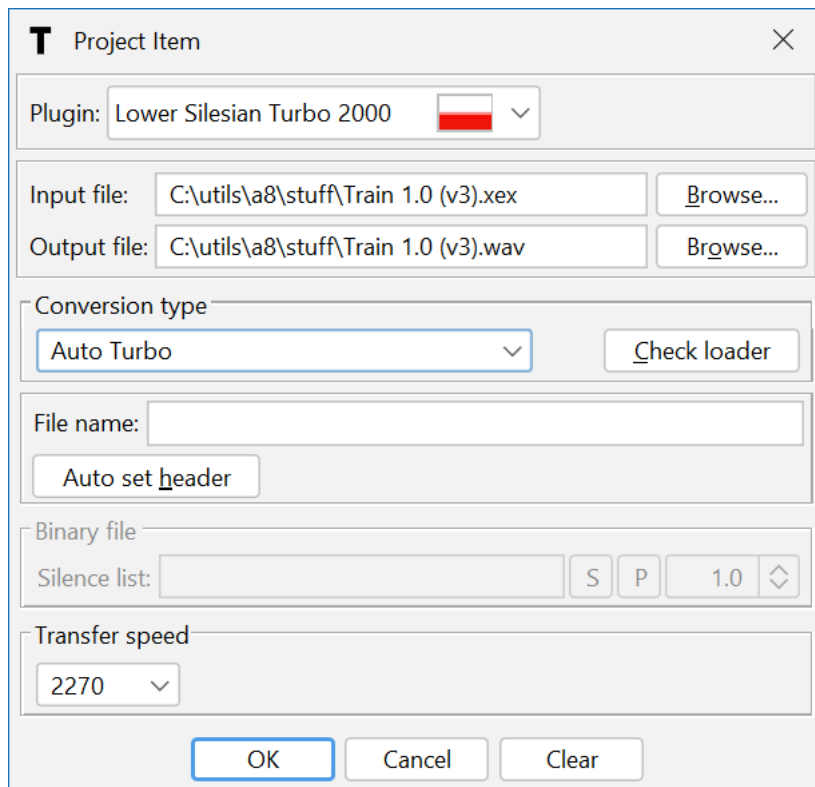 T Project Item
Plugin: Lower Silesian Turbo 2000
Input file: C:\utils\a8\stuff\Train 1.0 (v3).xex Browse...
Output file: C:\utils\a8\stuff\Train 1.0 (v3).wav Browse...
Conversion type
Auto Turbo Check loader
File name:
Auto set header
Binary file
Silence list: S P 1.0
Transfer speed
2270
OK Cancel Clear